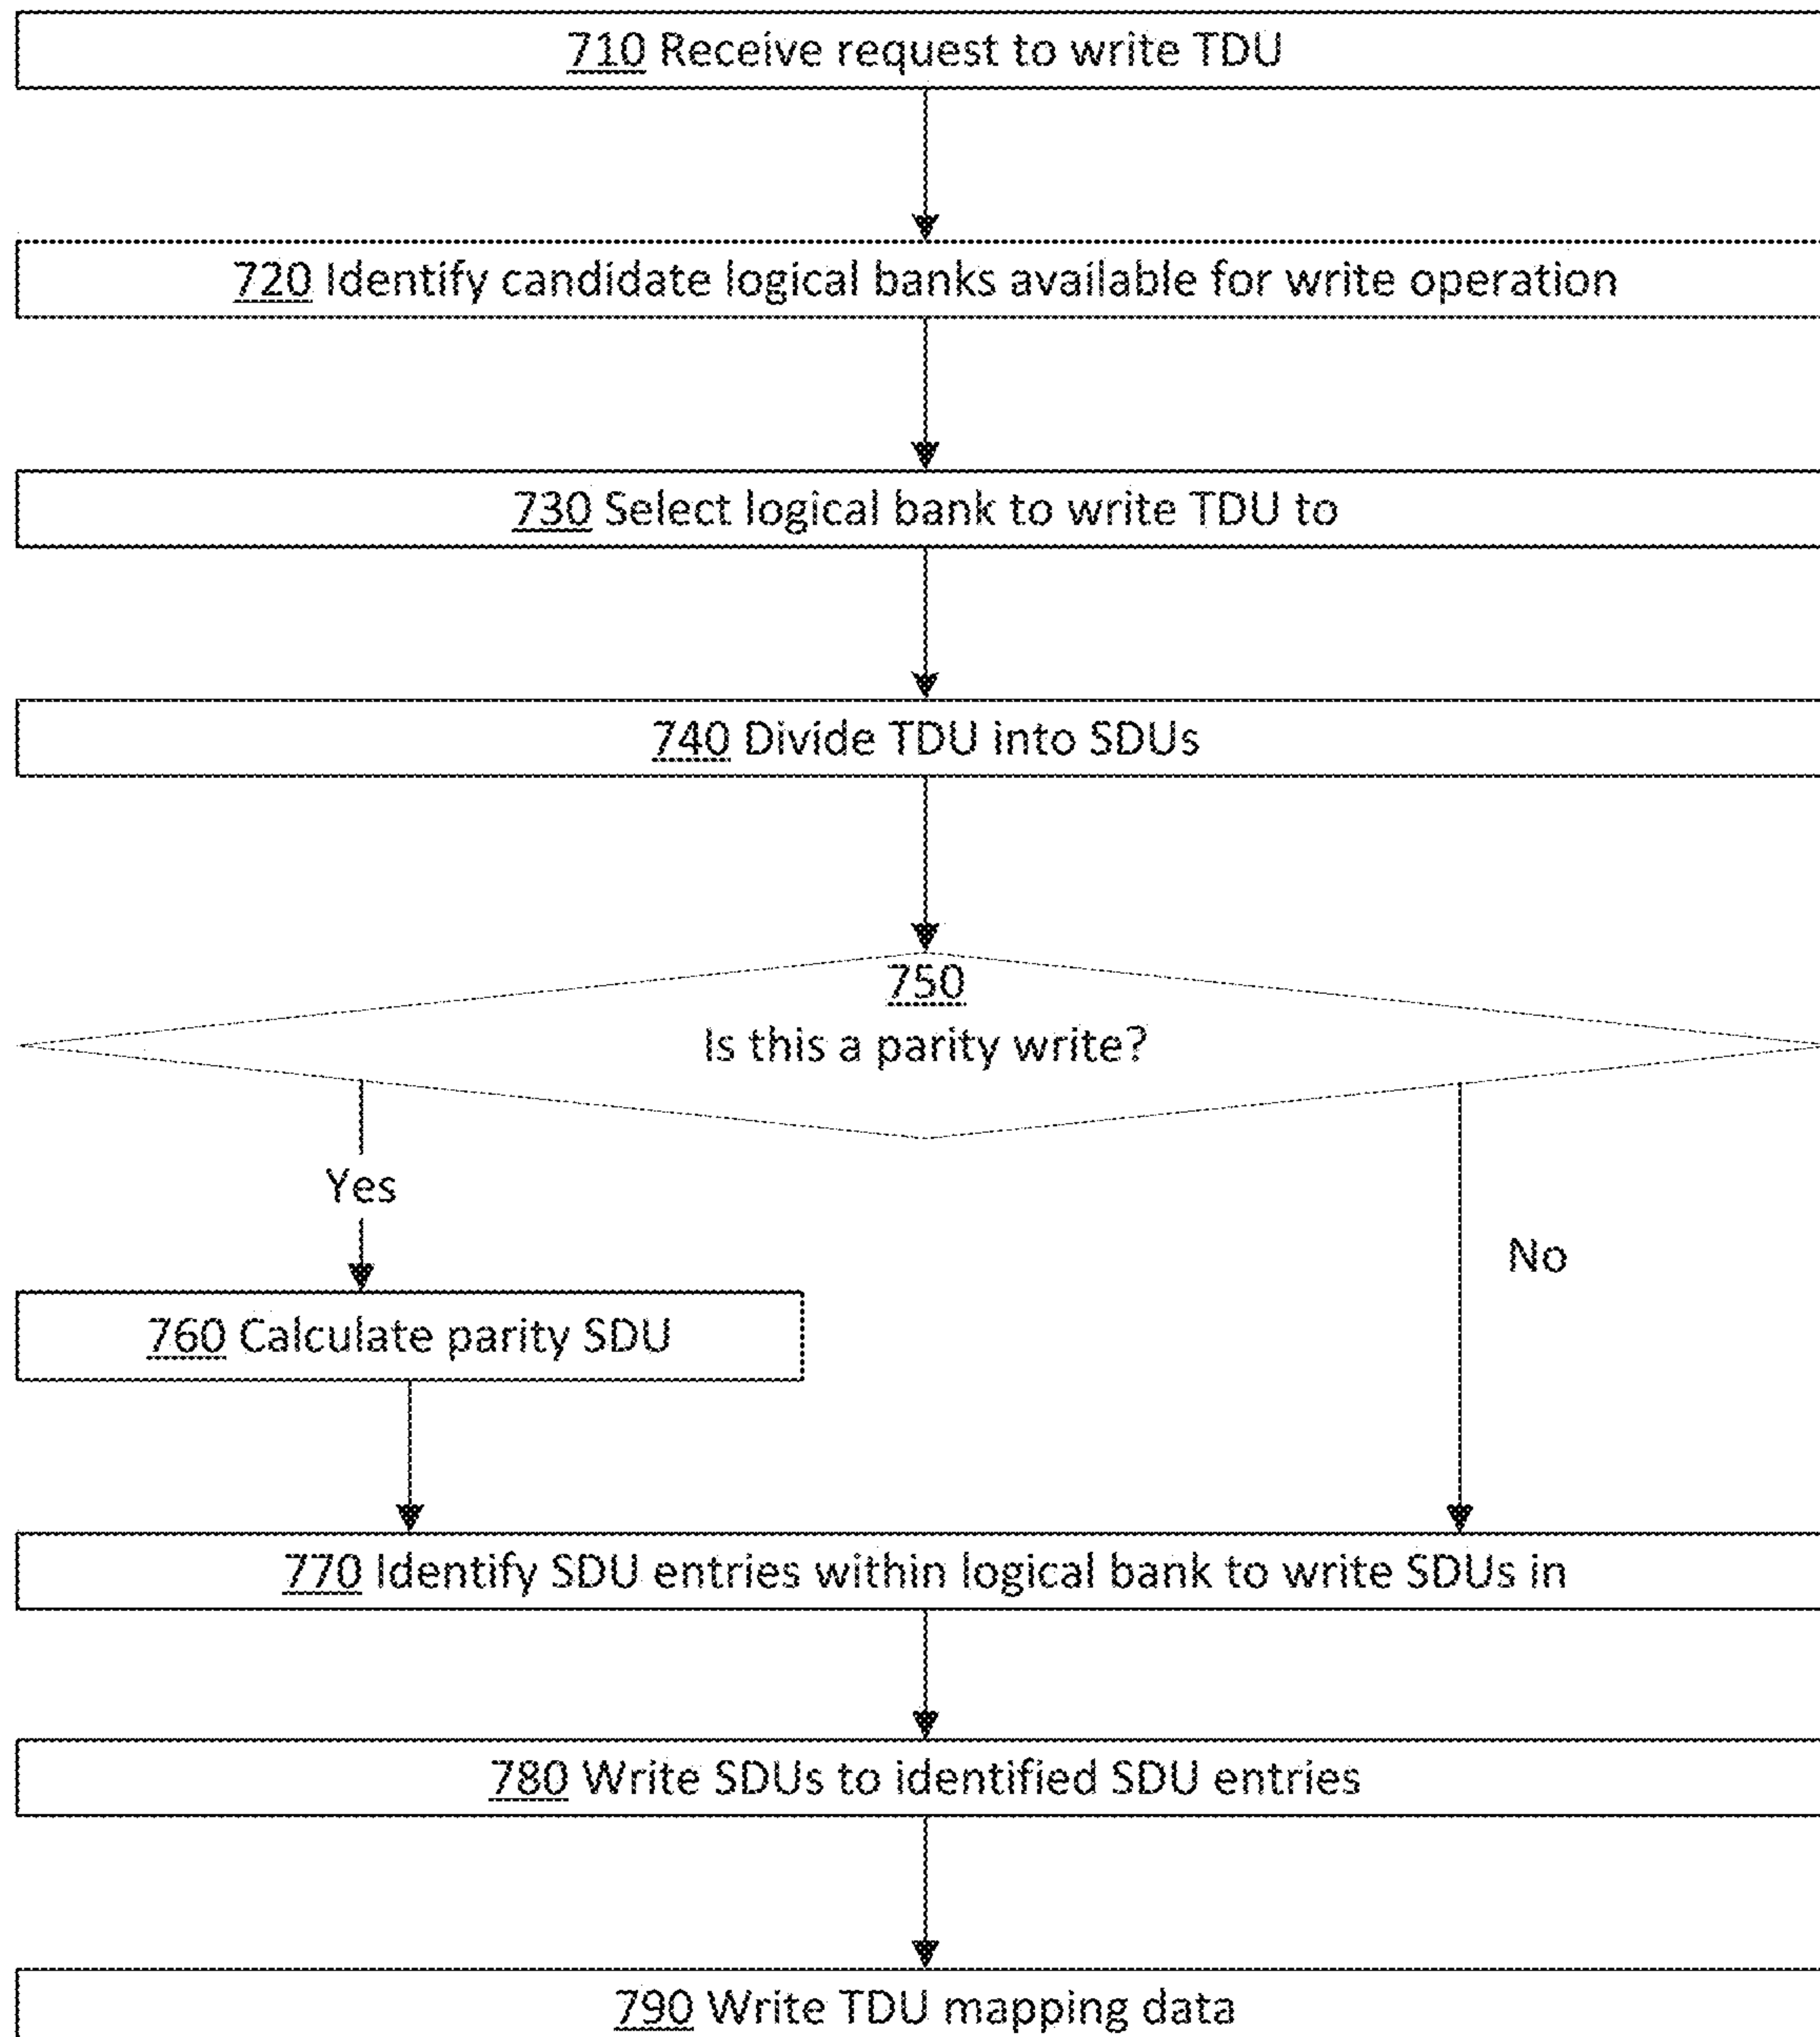 710 Receive request to write TDU
720 Identify candidate logical banks available for write operation
730 Select logical bank to write TDU to
740 Divide TDU into SDUs
750
Is this a parity write?
Yes
No
760 Calculate parity SDU
770 Identify SDU entries within logical bank to write SDUs in
780 Write SDUs to identified SDU entries
790 Write TDU mapping data